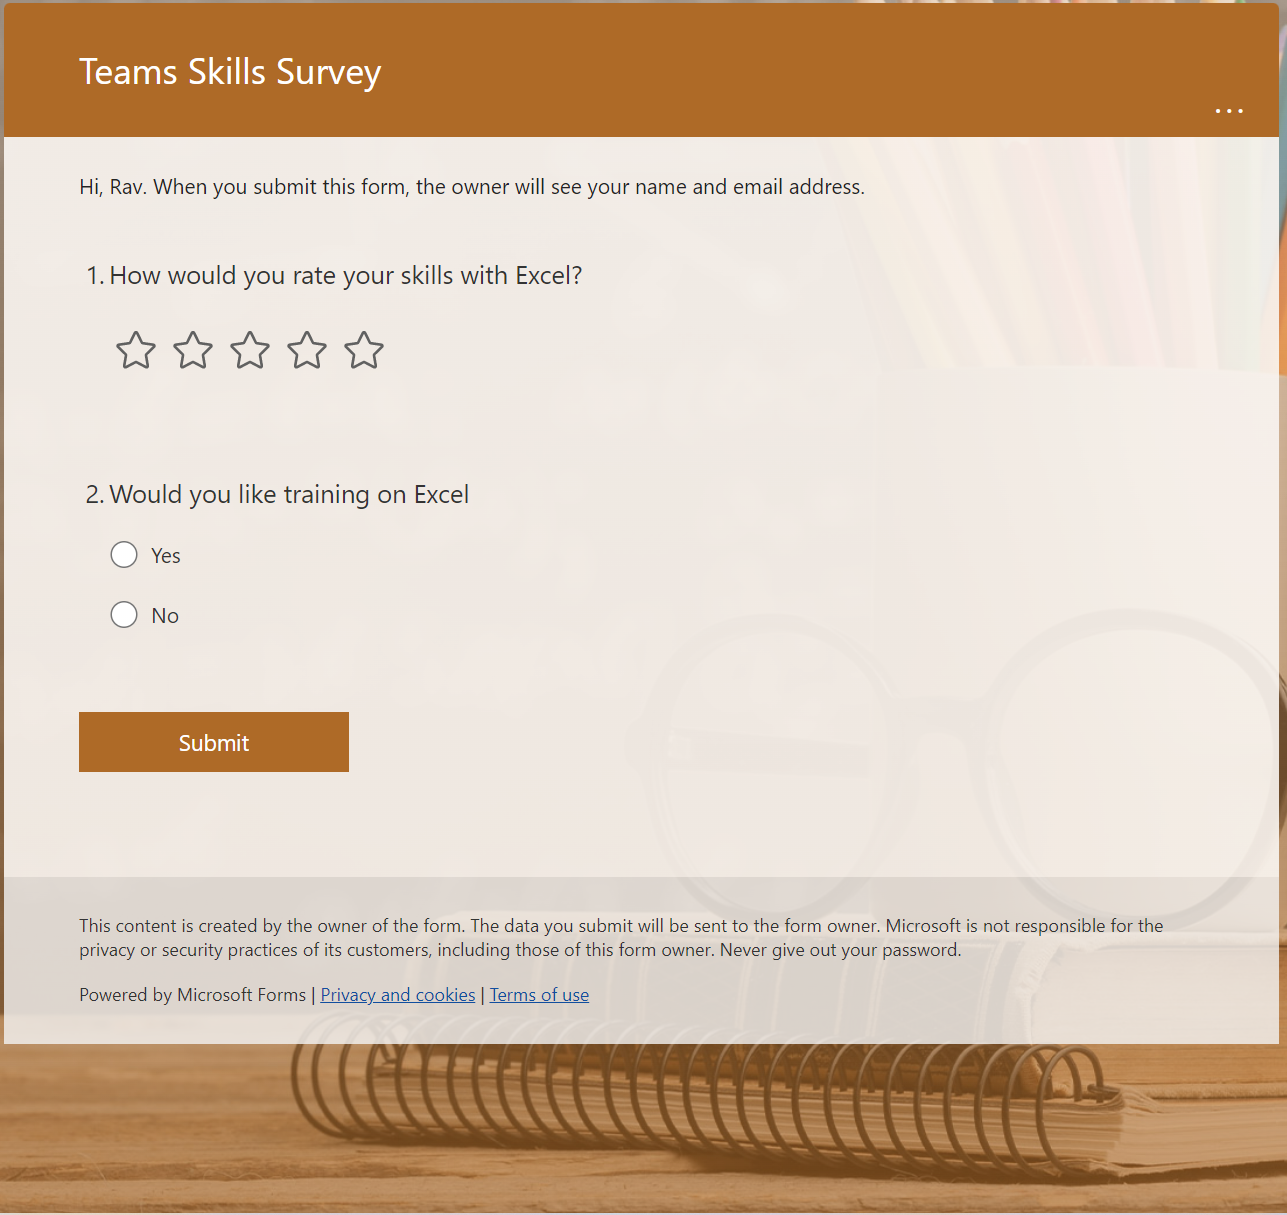 Teams Skills Survey
...
Hi, Rav. When you submit this form, the owner will see your name and email address.
1. How would you rate your skills with Excel?
2. Would you like training on Excel
Yes
No
Submit
This content is created by the owner of the form. The data you submit will be sent to the form owner. Microsoft is not responsible for the
privacy or security practices of its customers, including those of this form owner. Never give out your password.
Powered by Microsoft Forms | Privacy and cookies | Terms of use